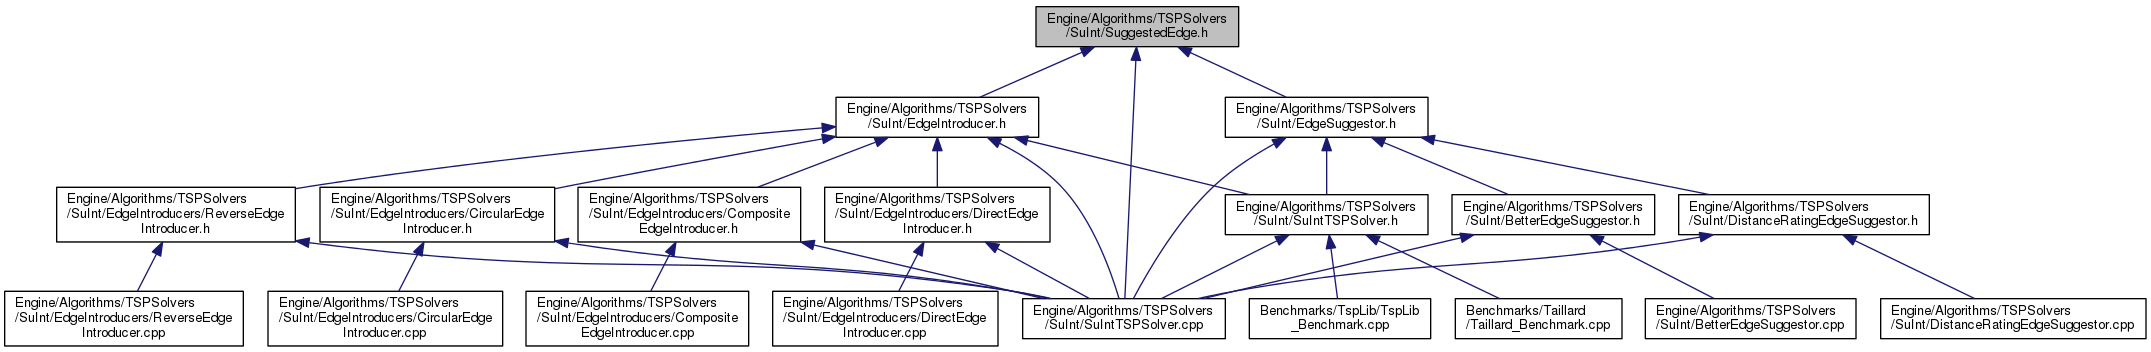 Engine/Algorithms/TSPSolvers
/SuInt/SuggestedEdge.h
Engine/Algorithms/TSPSolvers
/SuInt/EdgeIntroducer.h
Engine/Algorithms/TSPSolvers
/SuInt/EdgeSuggestor.h
Engine/Algorithms/TSPSolvers
/SuInt/EdgeIntroducers/ReverseEdge
Introducer.h
Engine/Algorithms/TSPSolvers
/SuInt/EdgeIntroducers/CircularEdge
Introducer.h
Engine/Algorithms/TSPSolvers
/SuInt/EdgeIntroducers/Composite
EdgeIntroducer.h
Engine/Algorithms/TSPSolvers
/SuInt/EdgeIntroducers/DirectEdge
Introducer.h
Engine/Algorithms/TSPSolvers
/SuInt/SuIntTSPSolver.h
Engine/Algorithms/TSPSolvers
/SuInt/BetterEdgeSuggestor.h
Engine/Algorithms/TSPSolvers
/SuInt/DistanceRatingEdgeSuggestor.h
Engine/Algorithms/TSPSolvers
/SuInt/EdgeIntroducers/ReverseEdge
Introducer.cpp
Engine/Algorithms/TSPSolvers
/SuInt/EdgeIntroducers/CircularEdge
Introducer.cpp
Engine/Algorithms/TSPSolvers
/SuInt/EdgeIntroducers/Composite
EdgeIntroducer.cpp
Engine/Algorithms/TSPSolvers
/SuInt/EdgeIntroducers/DirectEdge
Introducer.cpp
Engine/Algorithms/TSPSolvers
/SuInt/SuIntTSPSolver.cpp
Benchmarks/TspLib/TspLib
_Benchmark.cpp
Benchmarks/Taillard
/Taillard_Benchmark.cpp
Engine/Algorithms/TSPSolvers
/SuInt/BetterEdgeSuggestor.cpp
Engine/Algorithms/TSPSolvers
/SuInt/DistanceRatingEdgeSuggestor.cpp